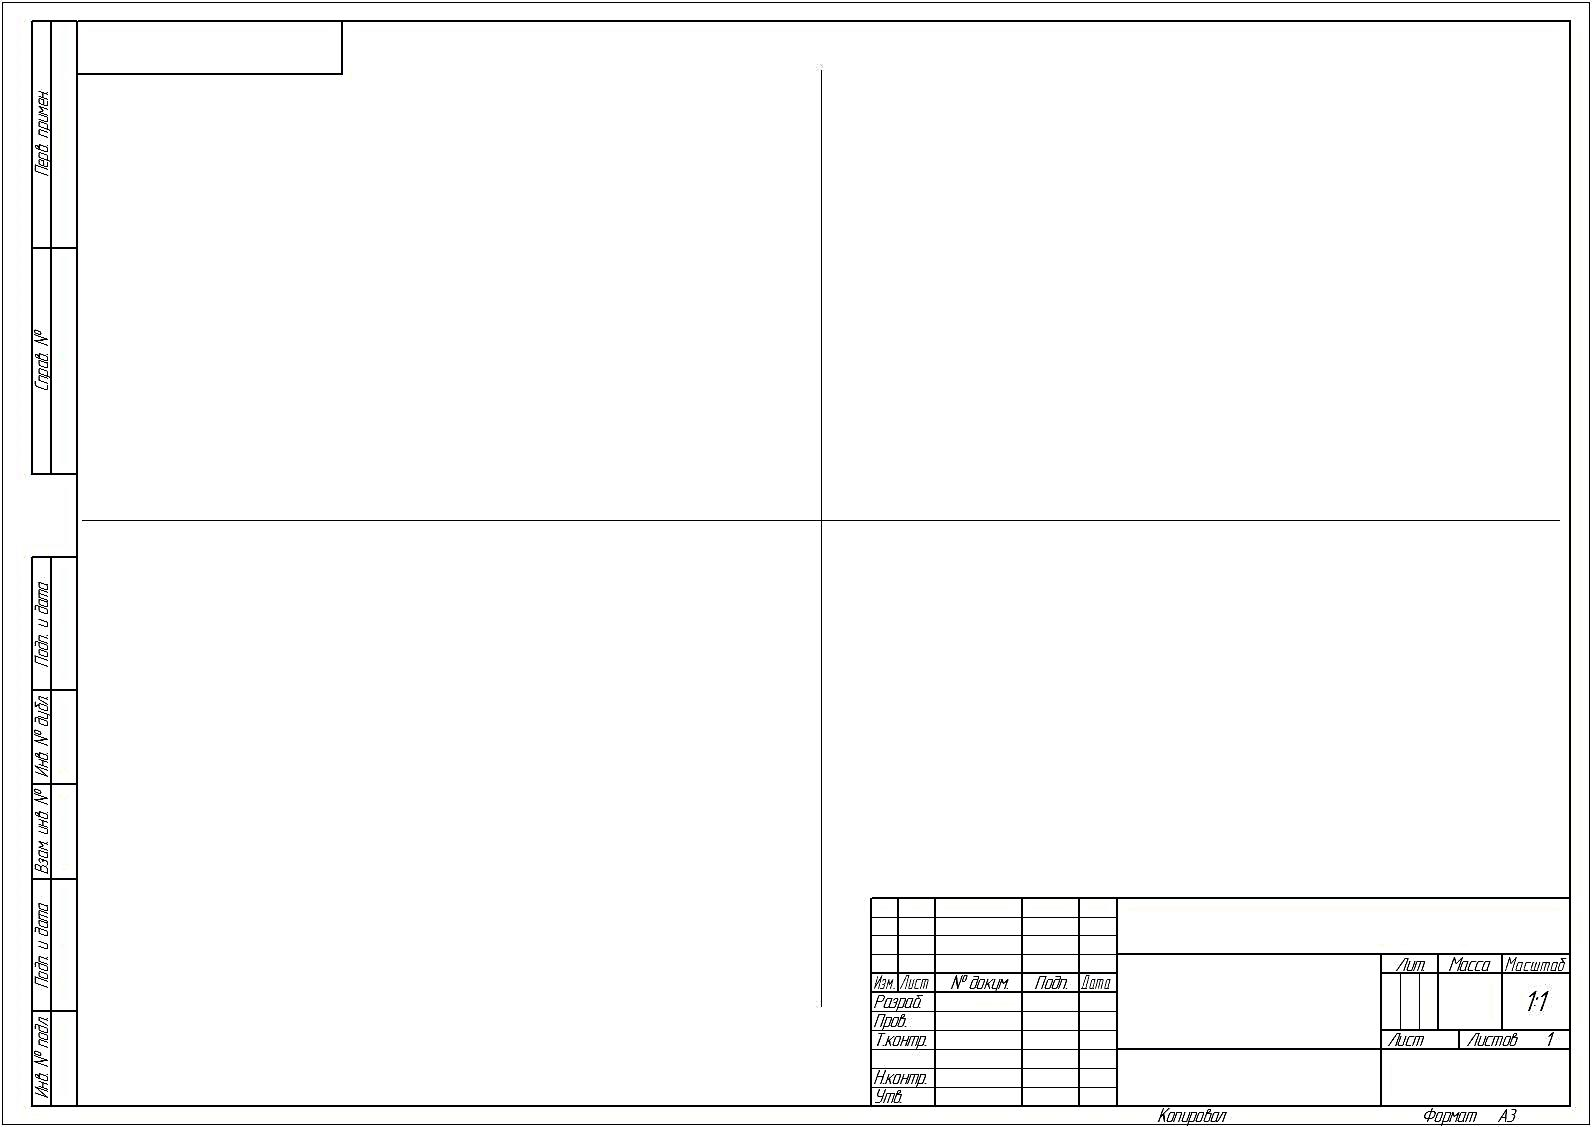 Перв. примен.
Справ. №
Подп. и дата
Инв. № дубл.
Взам. инв. №
Подп. и дата
Инв. № подл.
Изм. Лист № докум. Подп. Дата
Разраб.
Пров.
Т.контр.
Н.контр.
Утв.
Лит. Масса Масштаб
1:1
Лист Листов 1
Копировал Формат А3